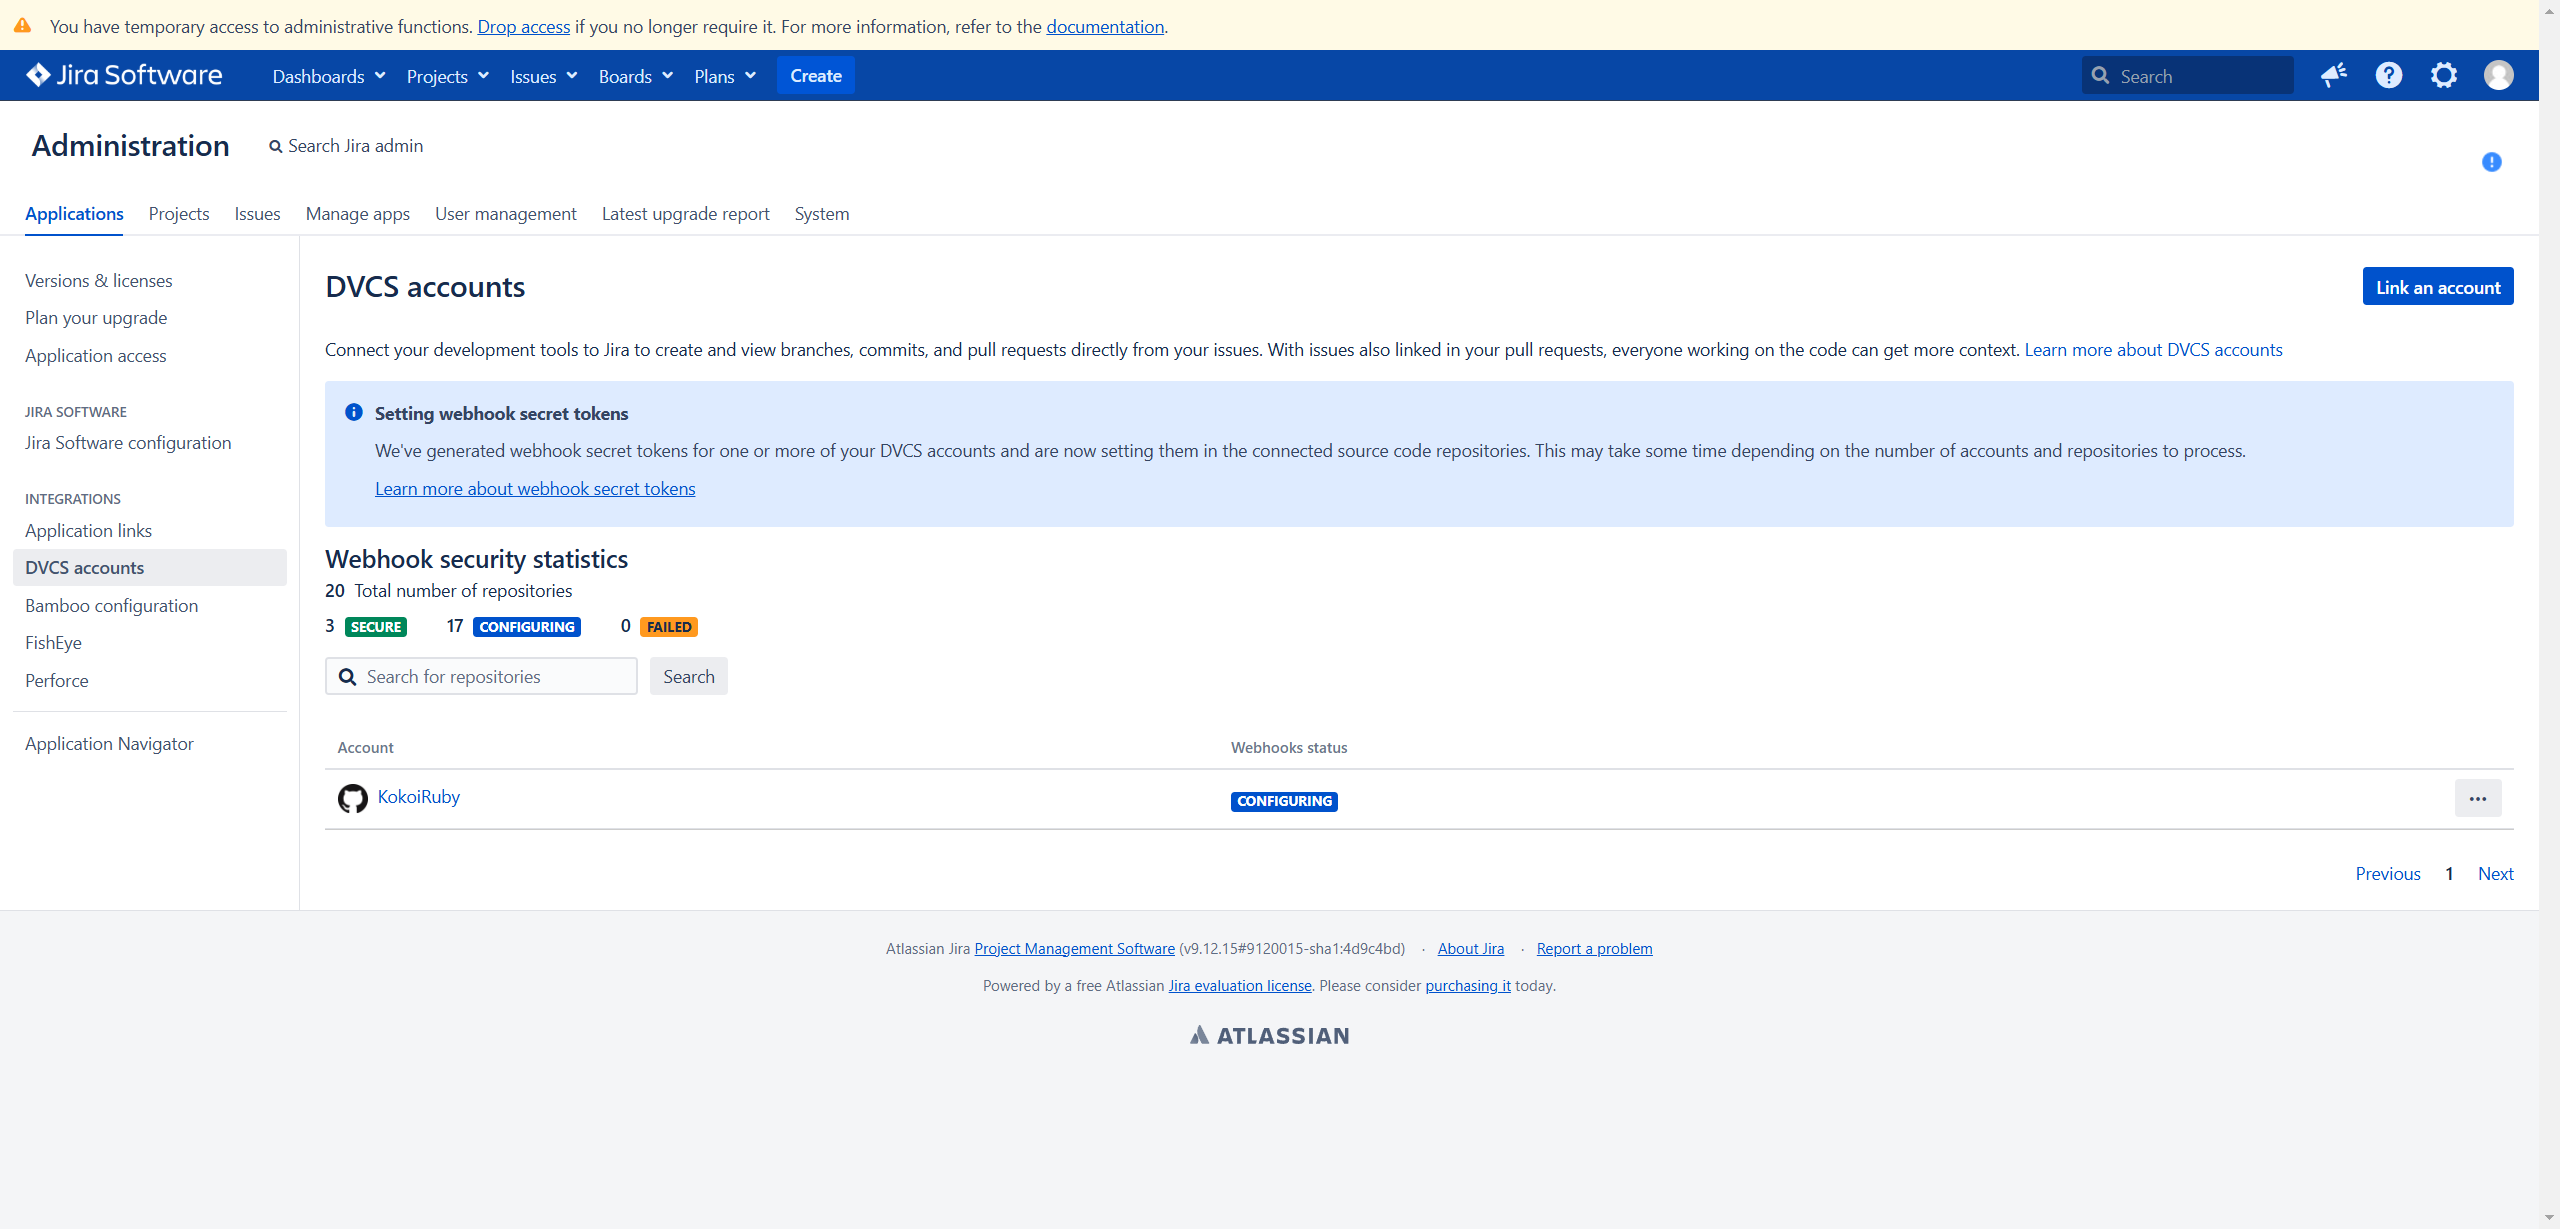 You have temporary access to administrative functions. Drop access if you no longer require it. For more information, refer to the documentation.
Jira Software Dashboards Projects Issues Boards Plans Create Search
Administration Search Jira admin
Applications Projects Issues Manage apps User management Latest upgrade report System
Versions & licenses
Plan your upgrade
Application access
JIRA SOFTWARE
Jira Software configuration
INTEGRATIONS
Application links
DVCS accounts
Bamboo configuration
FishEye
Perforce
Application Navigator
DVCS accounts
Link an account
Connect your development tools to Jira to create and view branches, commits, and pull requests directly from your issues. With issues also linked in your pull requests, everyone working on the code can get more context. Learn more about DVCS accounts
Setting webhook secret tokens
We've generated webhook secret tokens for one or more of your DVCS accounts and are now setting them in the connected source code repositories. This may take some time depending on the number of accounts and repositories to process.
Learn more about webhook secret tokens
Webhook security statistics
20 Total number of repositories
3 SECURE 17 CONFIGURING 0 FAILED
Search for repositories Search
Account Webhooks status
KokoiRuby CONFIGURING
Previous 1 Next
Atlassian Jira Project Management Software (v9.12.15#9120015-sha1:4d9c4bd) · About Jira · Report a problem
Powered by a free Atlassian Jira evaluation license. Please consider purchasing it today.
ATLASSIAN